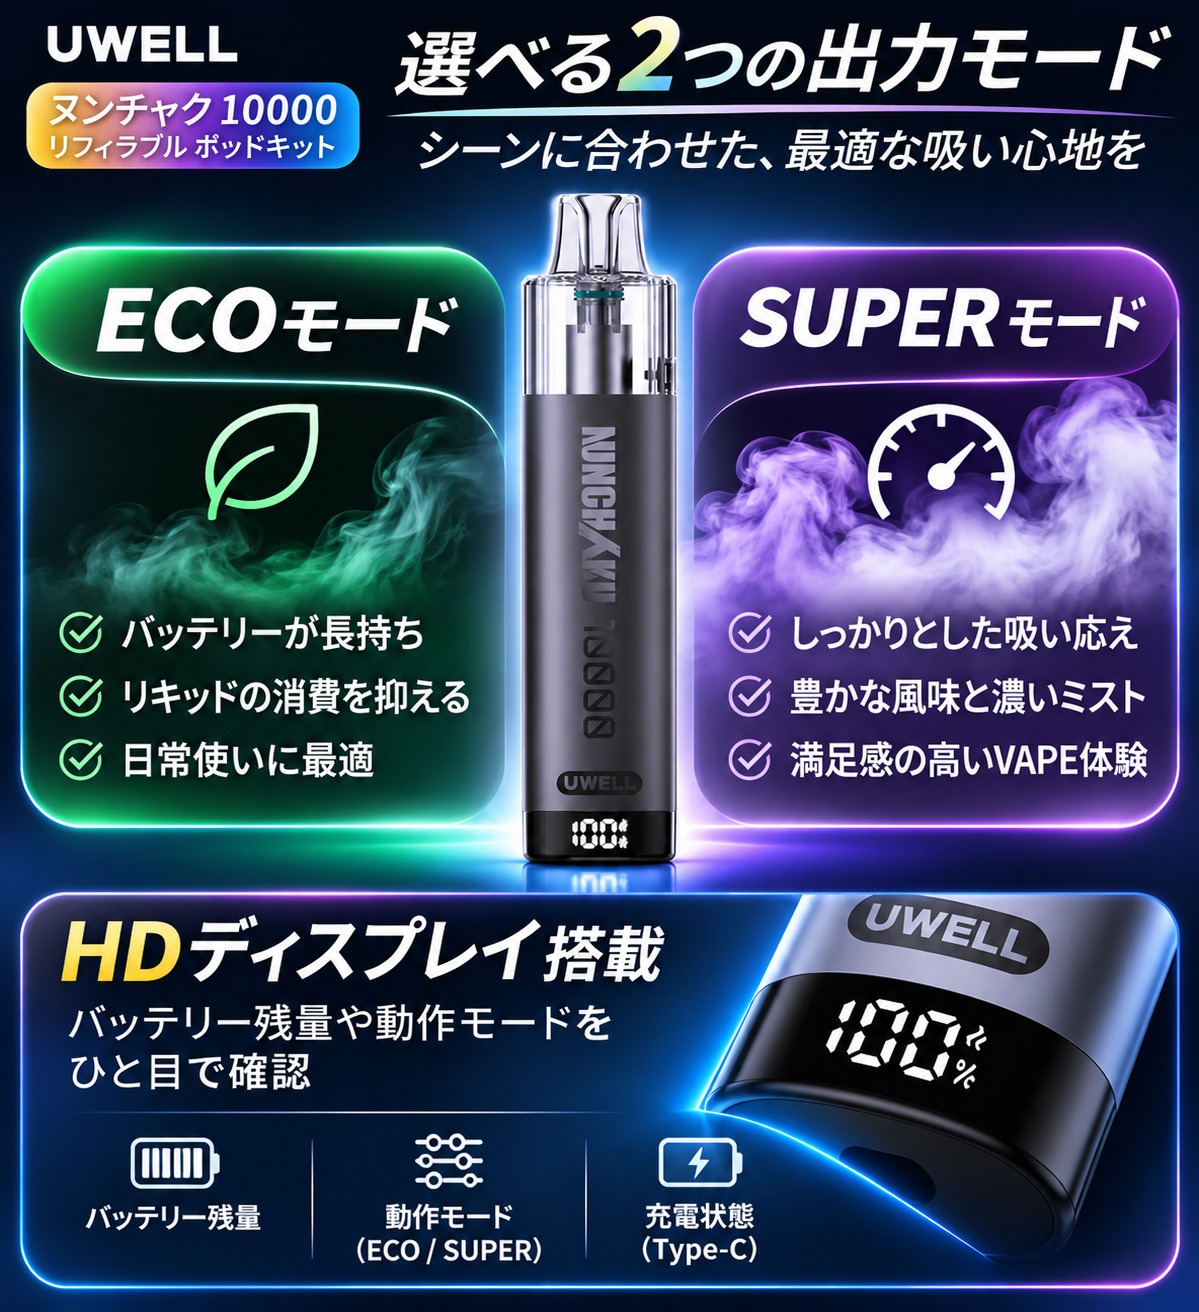 UWELL
ヌンチャク 10000
リフィラブル ポッドキット
選べる2つの出力モード
シーンに合わせた、最適な吸い心地を
ECOモード
バッテリーが長持ち
リキッドの消費を抑える
日常使いに最適
NUNCHAKU 10000
UWELL
100%
SUPERモード
しっかりとした吸い応え
豊かな風味と濃いミスト
満足感の高いVAPE体験
HDディスプレイ搭載
バッテリー残量や動作モードを
ひと目で確認
バッテリー残量
動作モード
(ECO / SUPER)
充電状態
(Type-C)
UWELL
100%